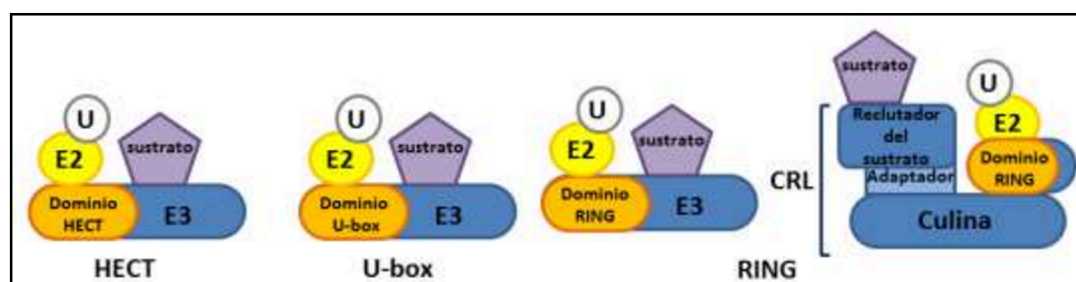 U
E2
sustrato
Dominio
HECT
E3
HECT
U
E2
sustrato
Dominio
U-box
E3
U-box
U
E2
sustrato
Dominio
RING
E3
RING
CRL
sustrato
Reclutador
del
sustrato
Adaptador
U
E2
Dominio
RING
Culina